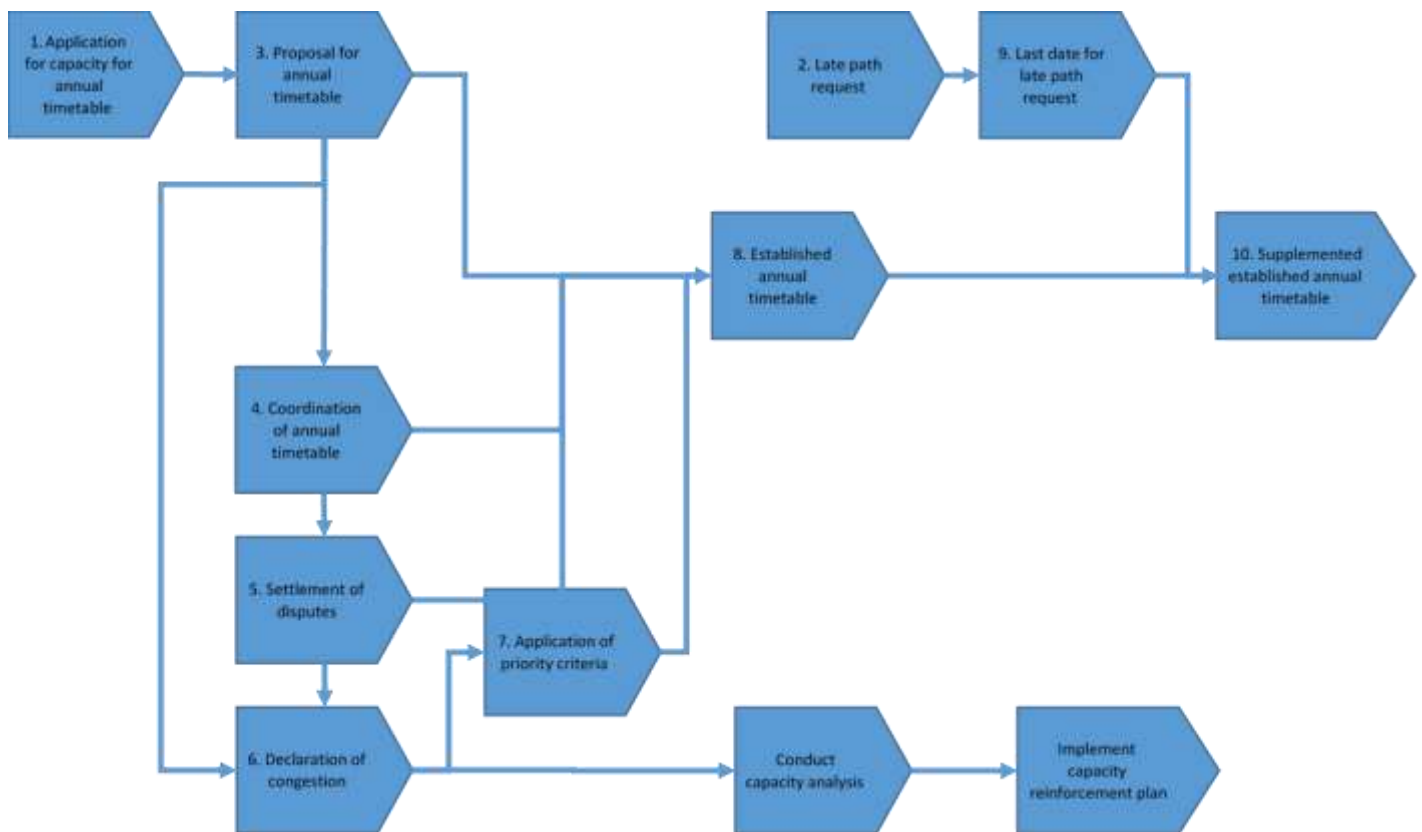 1. Application
for capacity for
annual
timetable
3. Proposal for
annual
timetable
2. Late path
request
9. Last date for
late path
request
8. Established
annual
timetable
10. Supplemented
established annual
timetable
4. Coordination
of annual
timetable
5. Settlement of
disputes
7. Application of
priority criteria
6. Declaration of
congestion
Conduct
capacity analysis
Implement
capacity
reinforcement plan